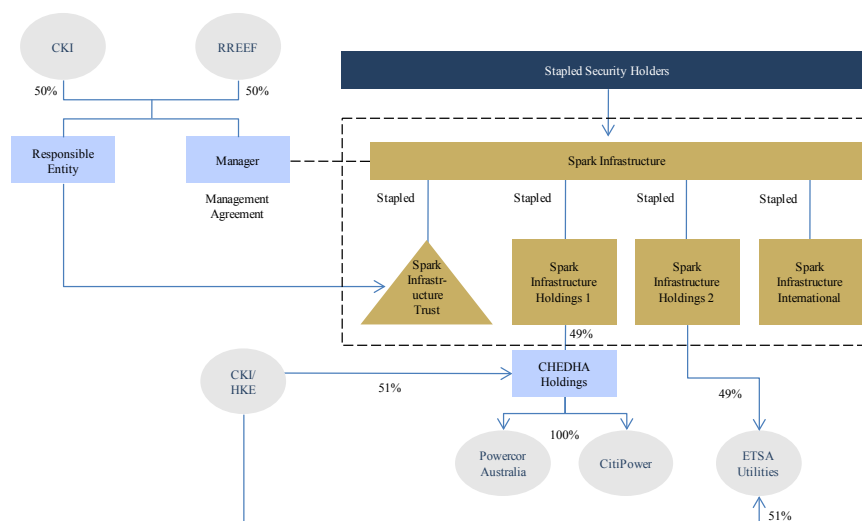 CKI
RREEF
50%
50%
Stapled Security Holders
Responsible
Entity
Manager
Management
Agreement
Spark Infrastructure
Stapled
Stapled
Stapled
Stapled
Spark
Infrastr-
ucture
Trust
Spark
Infrastructure
Holdings 1
Spark
Infrastructure
Holdings 2
Spark
Infrastructure
International
49%
CKI/
HKE
51%
CHEDHA
Holdings
49%
100%
Powercor
Australia
CitiPower
ETSA
Utilities
51%